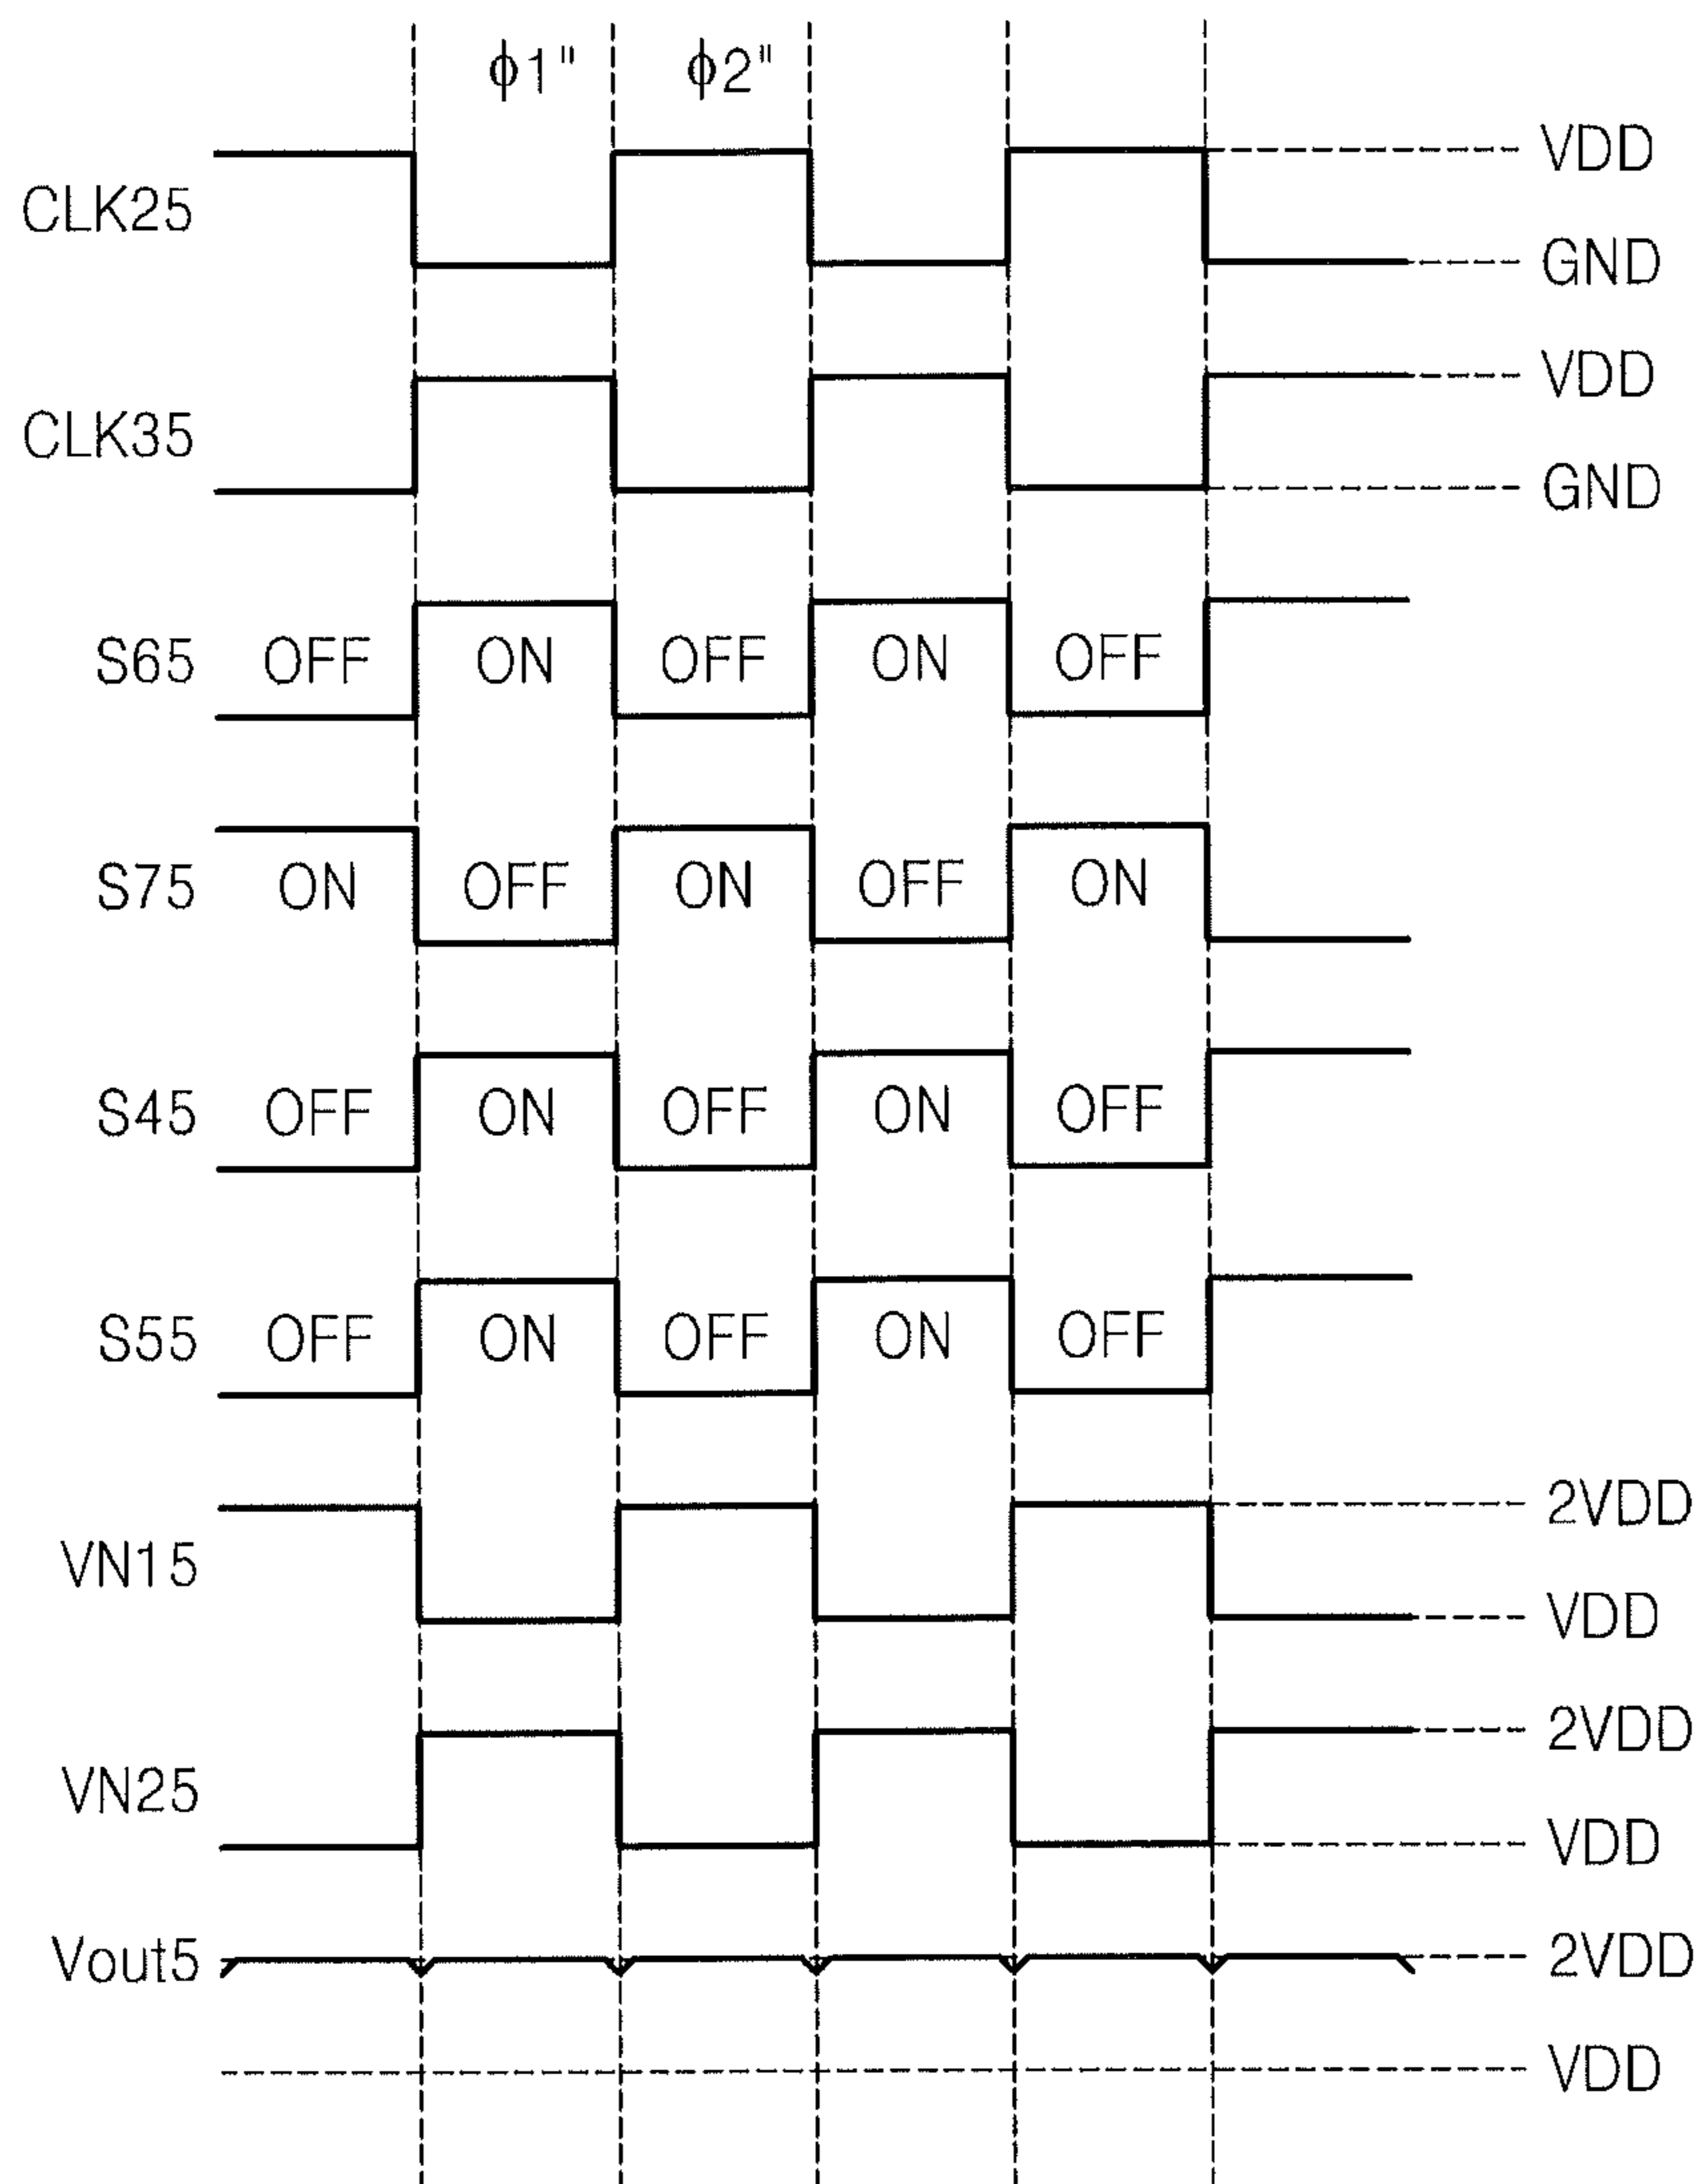 ϕ1" ϕ2"
CLK25 VDD
GND
CLK35 VDD
GND
S65 OFF ON OFF ON OFF
S75 ON OFF ON OFF ON
S45 OFF ON OFF ON OFF
S55 OFF ON OFF ON OFF
VN15 2VDD
VDD
VN25 2VDD
VDD
Vout5 2VDD
VDD